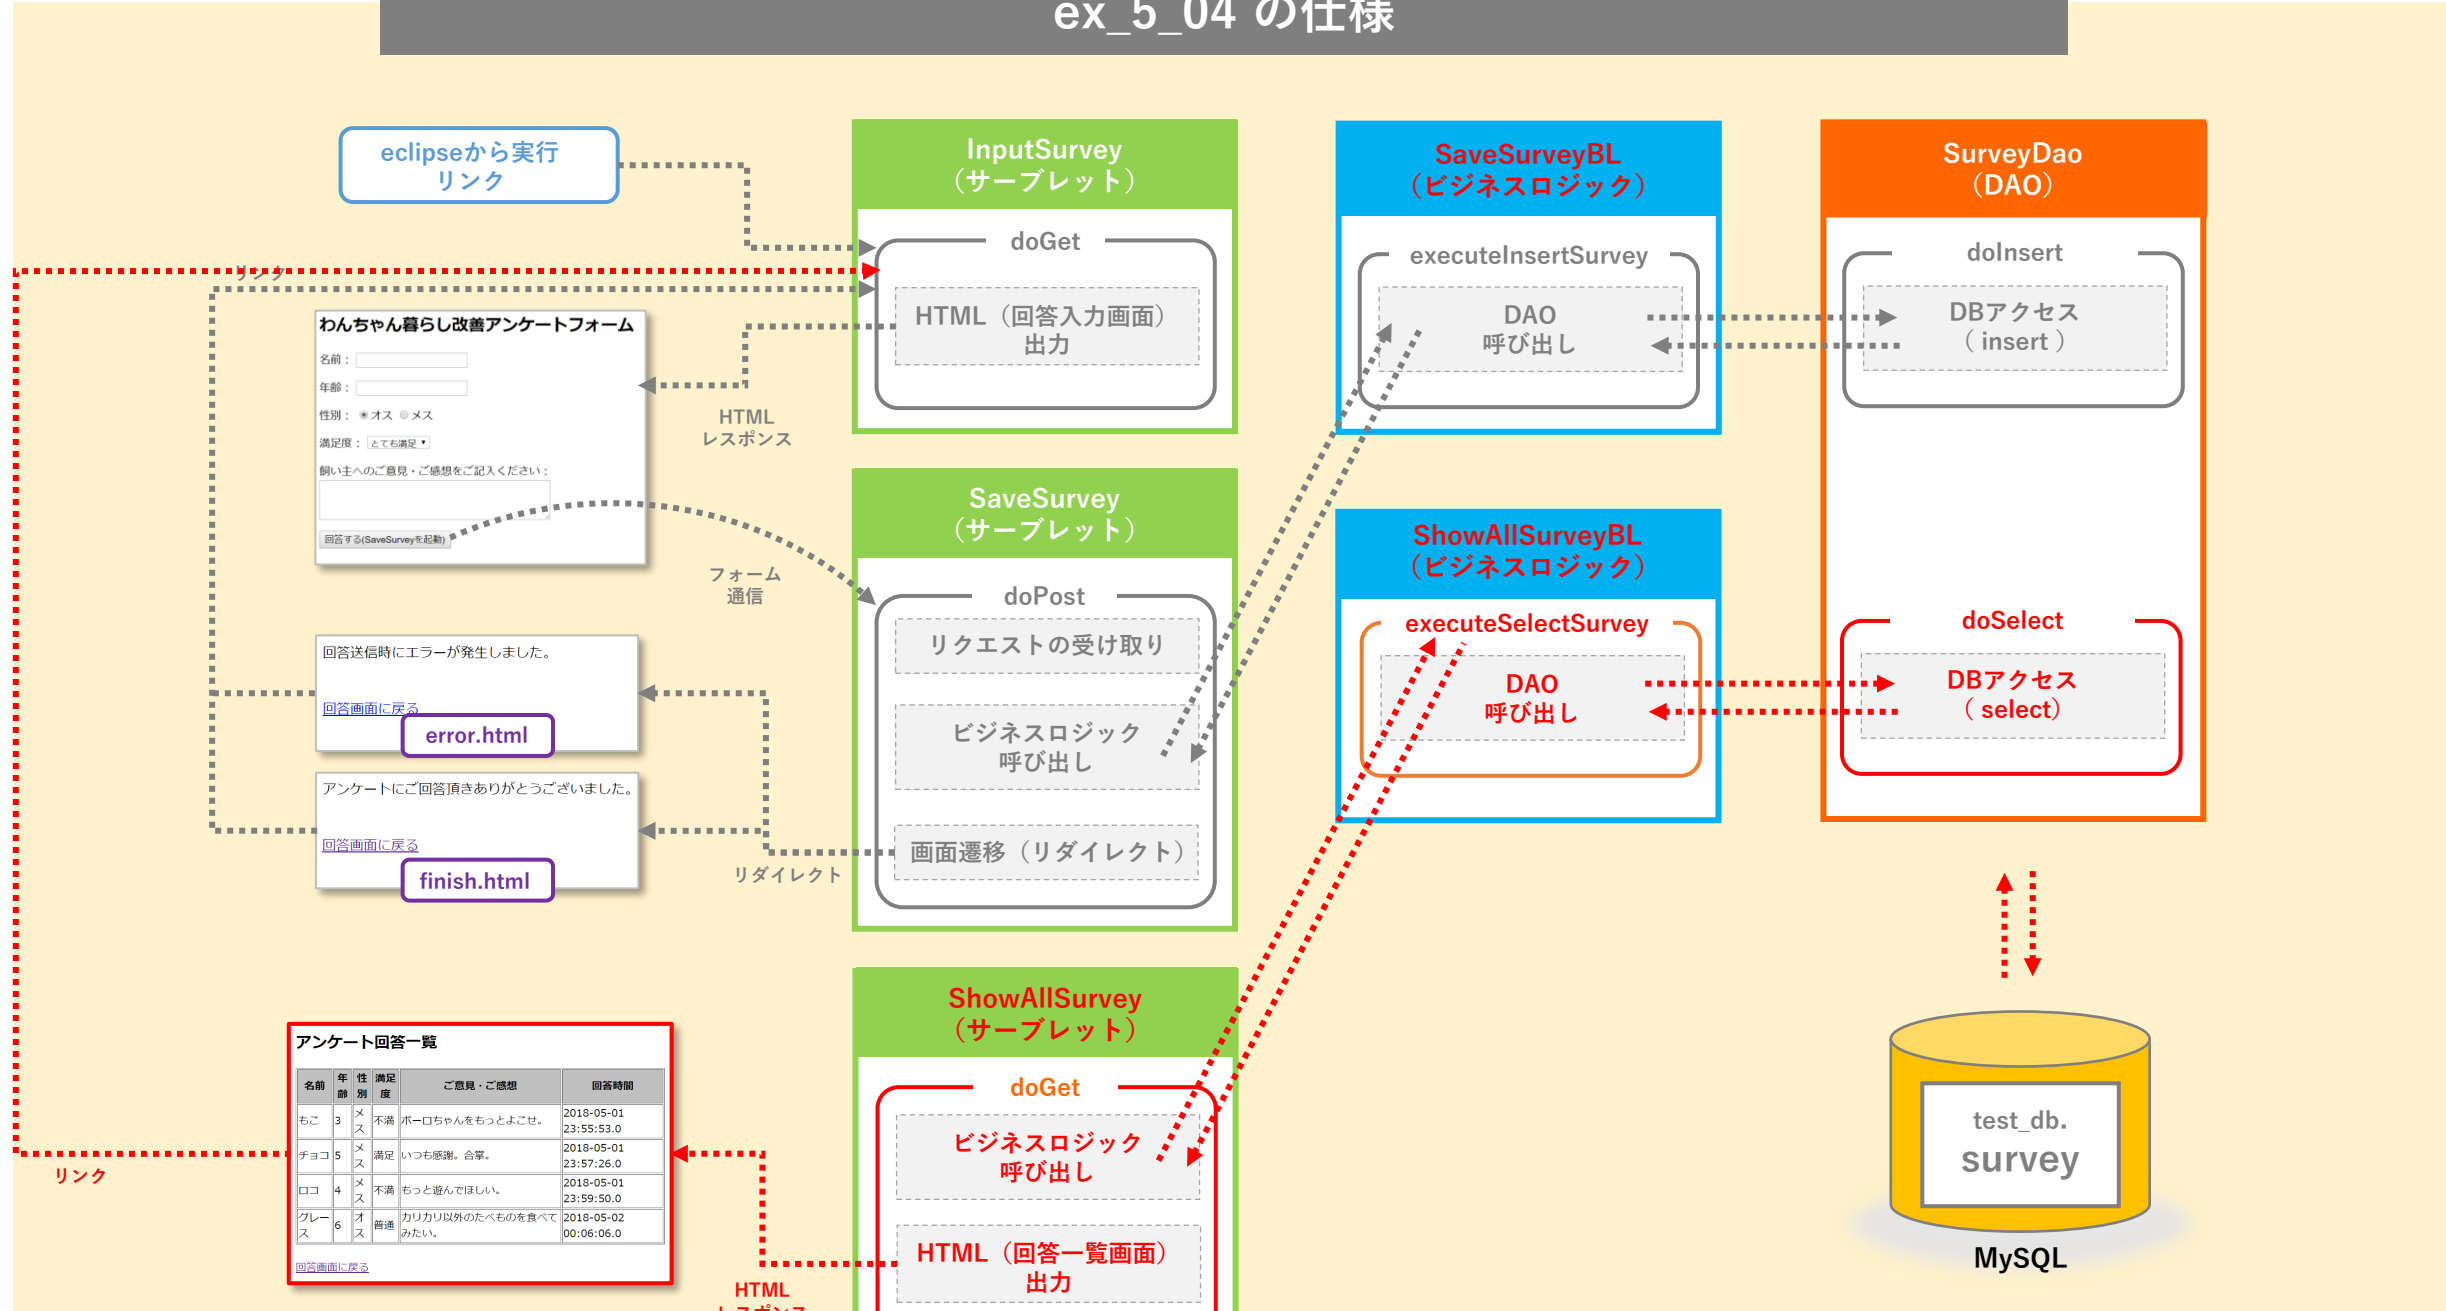 ex_5_04 の仕様
eclipseから実行
リンク
InputSurvey
（サーブレット）
doGet
HTML（回答入力画面）
出力
SaveSurveyBL
（ビジネスロジック）
executeInsertSurvey
DAO
呼び出し
SurveyDao
（DAO）
doInsert
DBアクセス
（ insert ）
リンク
わんちゃん暮らし改善アンケートフォーム
名前：
年齢：
性別： オス メス
満足度： とても満足
飼い主へのご意見・ご感想をご記入ください：
回答する(SaveSurveyを起動)
HTML
レスポンス
フォーム
通信
SaveSurvey
（サーブレット）
doPost
リクエストの受け取り
ビジネスロジック
呼び出し
画面遷移（リダイレクト）
リダイレクト
ShowAllSurveyBL
（ビジネスロジック）
executeSelectSurvey
DAO
呼び出し
doSelect
DBアクセス
（ select）
回答送信時にエラーが発生しました。
回答画面に戻る
error.html
アンケートにご回答頂きありがとうございました。
回答画面に戻る
finish.html
ShowAllSurvey
（サーブレット）
doGet
ビジネスロジック
呼び出し
HTML（回答一覧画面）
出力
アンケート回答一覧
名前 年齢 性別 満足度 ご意見・ご感想 回答時間
もこ 3 メス 不満 ボーロちゃんをもっとよこせ。 2018-05-01 23:55:53.0
チョコ 5 メス 満足 いつも感謝。合掌。 2018-05-01 23:57:26.0
ロコ 4 メス 不満 もっと遊んでほしい。 2018-05-01 23:59:50.0
グレース 6 オス 普通 カリカリ以外のたべものを食べてみたい。 2018-05-02 00:06:06.0
回答画面に戻る
リンク
HTML
レスポンス
test_db.
survey
MySQL